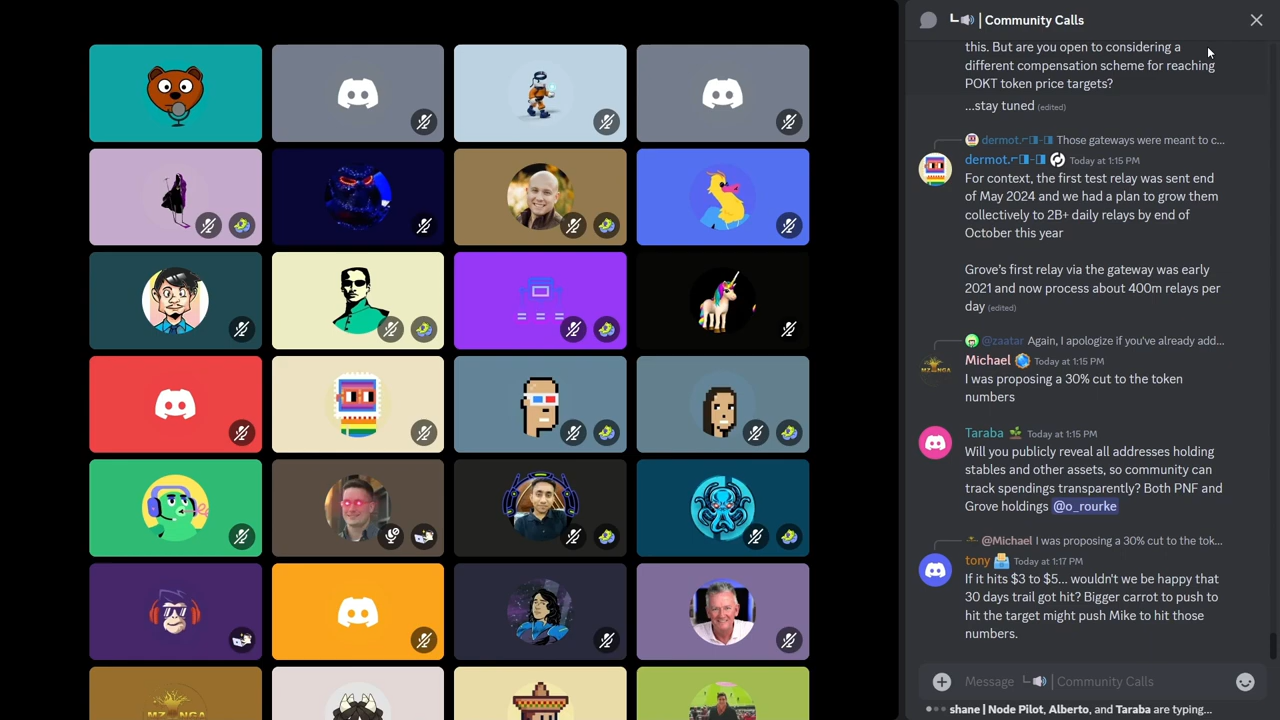 Community Calls
this. But are you open to considering a
different compensation scheme for reaching
POKT token price targets?
...stay tuned (edited)
dermot. Those gateways were meant to c...
dermot. Today at 1:15 PM
For context, the first test relay was sent end
of May 2024 and we had a plan to grow them
collectively to 2B+ daily relays by end of
October this year
Grove's first relay via the gateway was early
2021 and now process about 400m relays per
day (edited)
@zaatar Again, I apologize if you've already add...
Michael Today at 1:15 PM
I was proposing a 30% cut to the token
numbers
Taraba Today at 1:15 PM
Will you publicly reveal all addresses holding
stables and other assets, so community can
track spendings transparently? Both PNF and
Grove holdings @o_rourke
@Michael I was proposing a 30% cut to the tok...
tony Today at 1:17 PM
If it hits $3 to $5... wouldn't we be happy that
30 days trail got hit? Bigger carrot to push to
hit the target might push Mike to hit those
numbers.
Message Community Calls
shane | Node Pilot, Alberto, and Taraba are typing...